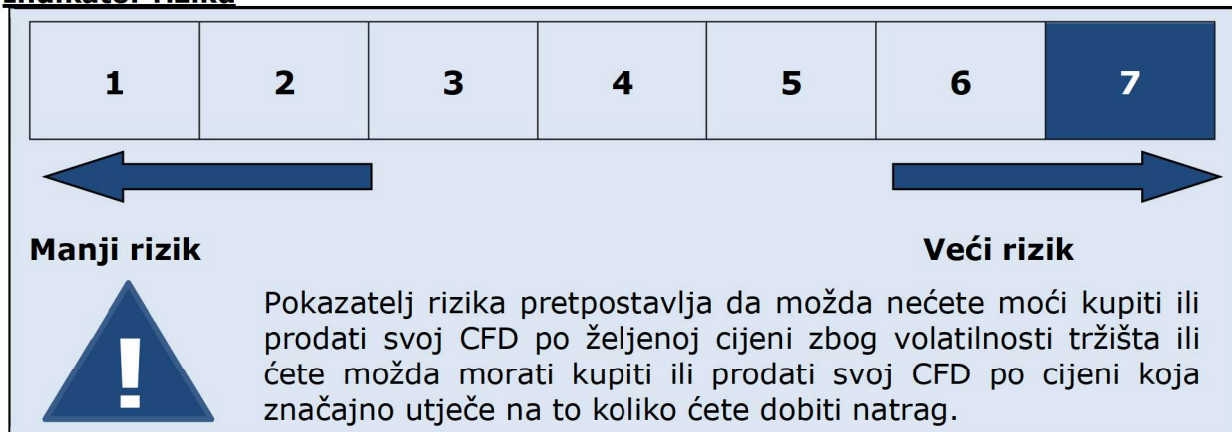 Indikator rizika
1 2 3 4 5 6 7
Manji rizik Veći rizik
Pokazatelj rizika pretpostavlja da možda nećete moći kupiti ili
prodati svoj CFD po željenoj cijeni zbog volatilnosti tržišta ili
ćete možda morati kupiti ili prodati svoj CFD po cijeni koja
značajno utječe na to koliko ćete dobiti natrag.
!